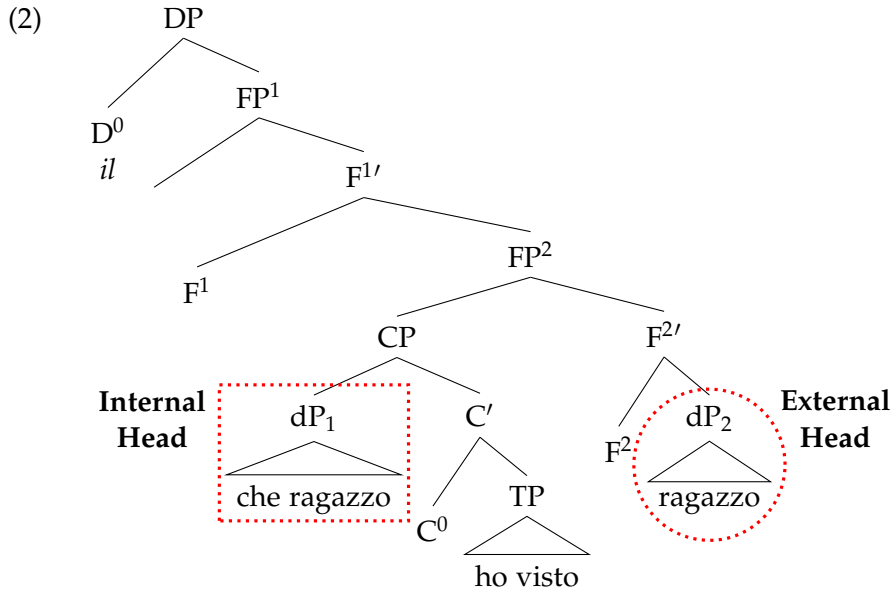 (2)
DP
D⁰
il
FP¹
F¹′
F¹
FP²
CP
F²′
Internal
Head
dP₁
che ragazzo
C′
C⁰
TP
ho visto
F²
dP₂
ragazzo
External
Head